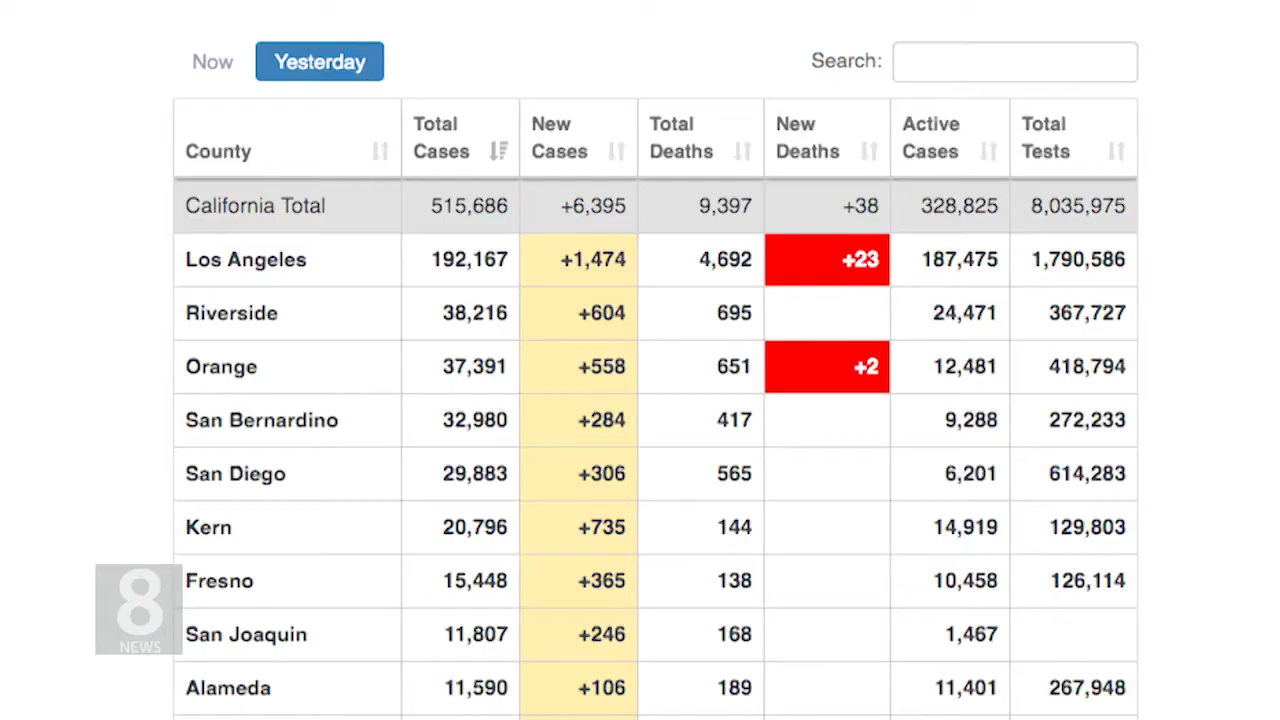 Now Yesterday Search:
County Total Cases New Cases Total Deaths New Deaths Active Cases Total Tests
California Total 515,686 +6,395 9,397 +38 328,825 8,035,975
Los Angeles 192,167 +1,474 4,692 +23 187,475 1,790,586
Riverside 38,216 +604 695 24,471 367,727
Orange 37,391 +558 651 +2 12,481 418,794
San Bernardino 32,980 +284 417 9,288 272,233
San Diego 29,883 +306 565 6,201 614,283
Kern 20,796 +735 144 14,919 129,803
Fresno 15,448 +365 138 10,458 126,114
San Joaquin 11,807 +246 168 1,467
Alameda 11,590 +106 189 11,401 267,948
8
NEWS